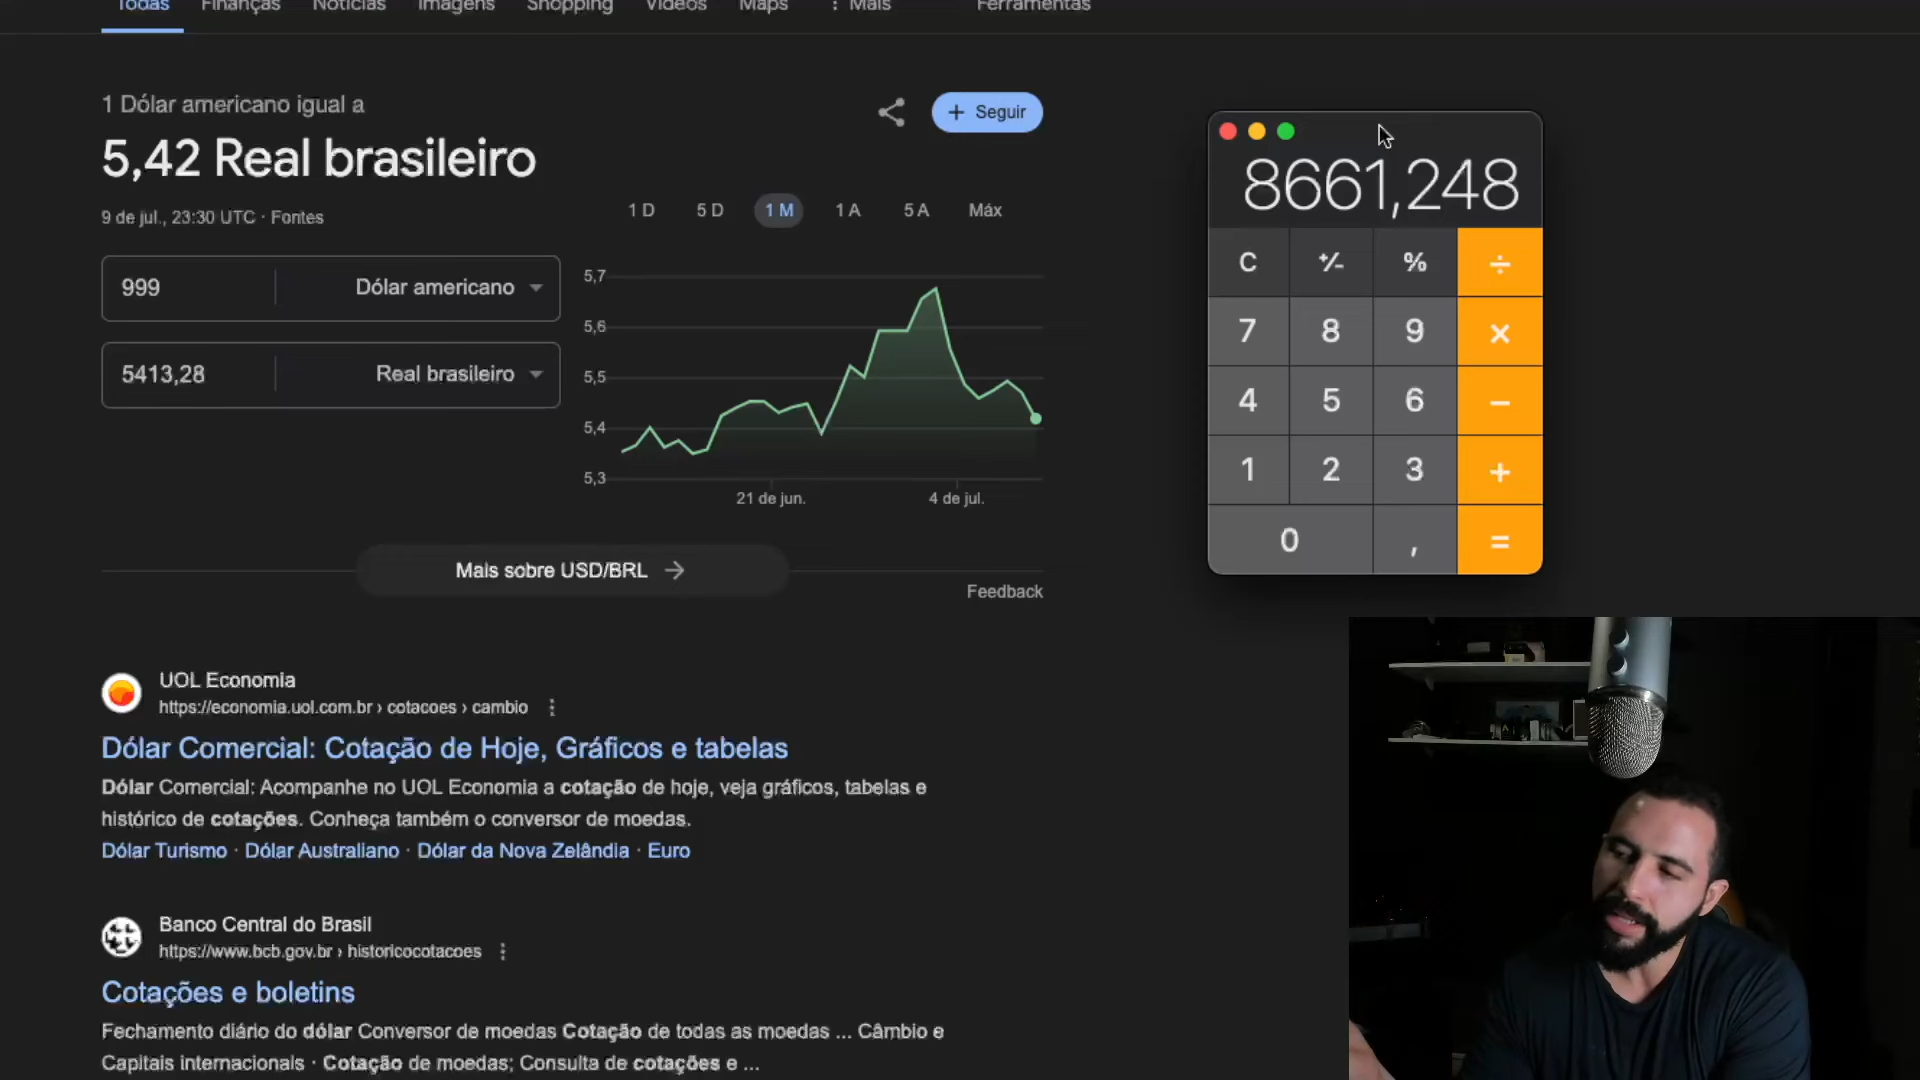 Todas Finanças Notícias Imagens Shopping Vídeos Maps Mais Ferramentas
1 Dólar americano igual a
5,42 Real brasileiro
9 de jul., 23:30 UTC · Fontes
+ Seguir
1 D 5 D 1 M 1 A 5 A Máx
999 Dólar americano
5413,28 Real brasileiro
5,7
5,6
5,5
5,4
5,3
21 de jun. 4 de jul.
Mais sobre USD/BRL →
Feedback
8661,248
C +⁄- % ÷
7 8 9 ×
4 5 6 −
1 2 3 +
0 , =
UOL Economia
https://economia.uol.com.br › cotacoes › cambio
Dólar Comercial: Cotação de Hoje, Gráficos e tabelas
Dólar Comercial: Acompanhe no UOL Economia a cotação de hoje, veja gráficos, tabelas e
histórico de cotações. Conheça também o conversor de moedas.
Dólar Turismo · Dólar Australiano · Dólar da Nova Zelândia · Euro
Banco Central do Brasil
https://www.bcb.gov.br › historicocotacoes
Cotações e boletins
Fechamento diário do dólar Conversor de moedas Cotação de todas as moedas ... Câmbio e
Capitais internacionais · Cotação de moedas; Consulta de cotações e ...